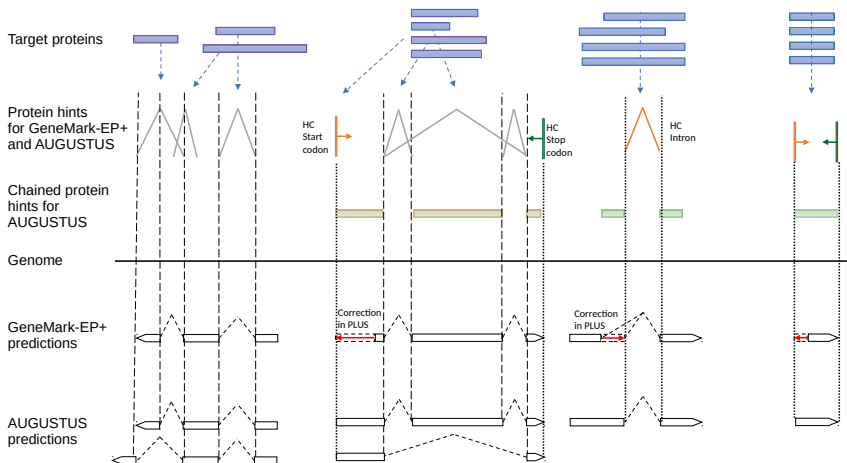 Target proteins
Protein hints
for GeneMark-EP+
and AUGUSTUS
HC
Start
codon
HC
Stop
codon
HC
Intron
Chained protein
hints for
AUGUSTUS
Genome
GeneMark-EP+
predictions
Correction
in PLUS
Correction
in PLUS
AUGUSTUS
predictions